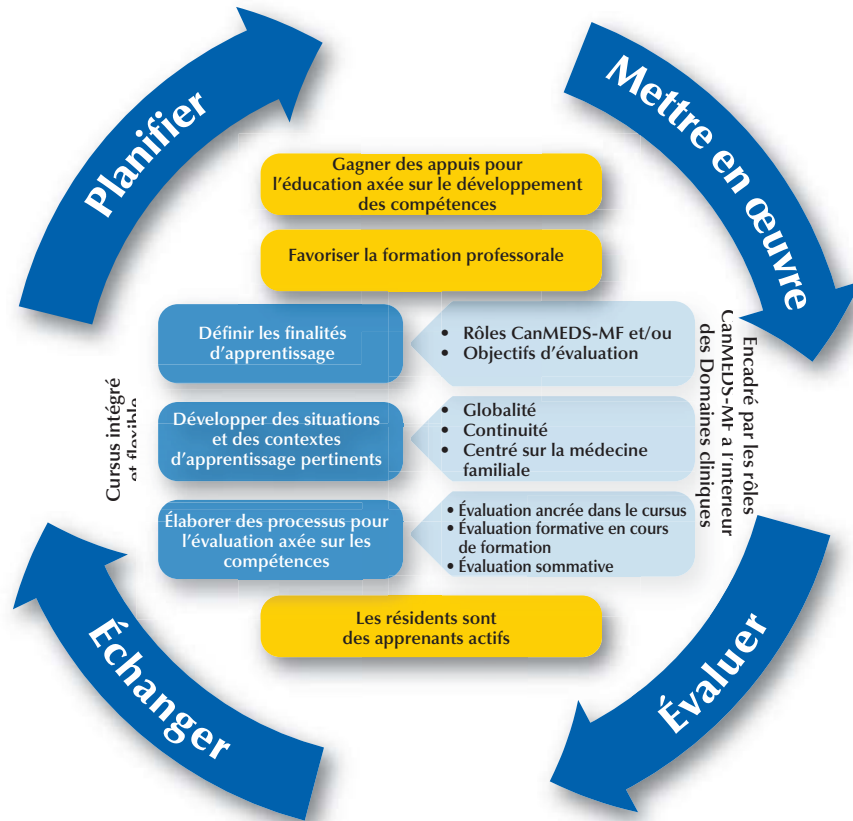 Planifier
Mettre en œuvre
Gagner des appuis pour
l’éducation axée sur le développement
des compétences
Favoriser la formation professorale
Définir les finalités
d’apprentissage
• Rôles CanMEDS-MF et/ou
• Objectifs d’évaluation
Développer des situations
et des contextes
d’apprentissage pertinents
• Globalité
• Continuité
• Centré sur la médecine
familiale
Élaborer des processus pour
l’évaluation axée sur les
compétences
• Évaluation ancrée dans le cursus
• Évaluation formative en cours
de formation
• Évaluation sommative
Les résidents sont
des apprenants actifs
Cursus intégré
et flexible
Encadré par les rôles
CanMEDS-MF à l’intérieur
des Domaines cliniques
Échanger
Évaluer